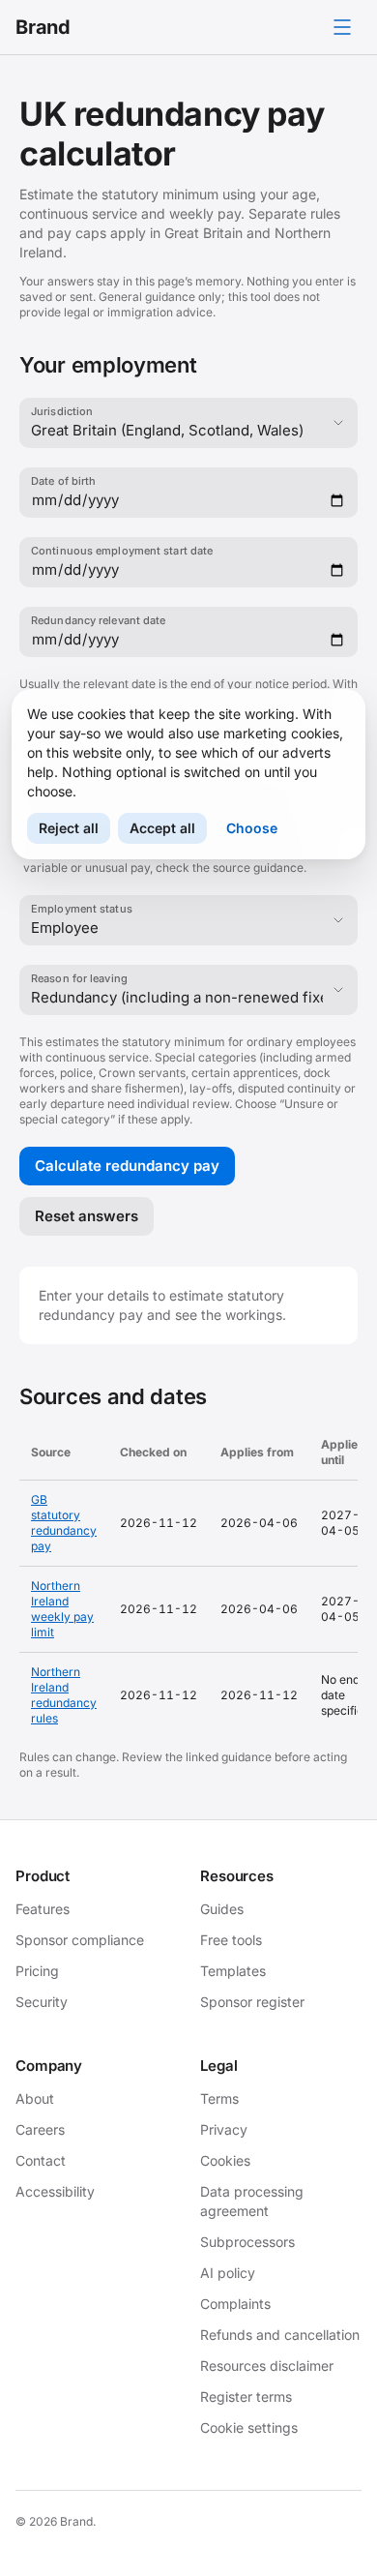 Brand
UK redundancy pay
calculator
Estimate the statutory minimum using your age,
continuous service and weekly pay. Separate rules
and pay caps apply in Great Britain and Northern
Ireland.
Your answers stay in this page’s memory. Nothing you enter is
saved or sent. General guidance only; this tool does not
provide legal or immigration advice.
Your employment
Jurisdiction
Great Britain (England, Scotland, Wales)
Date of birth
mm/dd/yyyy
Continuous employment start date
mm/dd/yyyy
Redundancy relevant date
mm/dd/yyyy
Usually the relevant date is the end of your notice period. With
We use cookies that keep the site working. With
your say-so we would also use marketing cookies,
on this website only, to see which of our adverts
help. Nothing optional is switched on until you
choose.
Reject all
Accept all
Choose
variable or unusual pay, check the source guidance.
Employment status
Employee
Reason for leaving
Redundancy (including a non-renewed fixe
This estimates the statutory minimum for ordinary employees
with continuous service. Special categories (including armed
forces, police, Crown servants, certain apprentices, dock
workers and share fishermen), lay-offs, disputed continuity or
early departure need individual review. Choose “Unsure or
special category” if these apply.
Calculate redundancy pay
Reset answers
Enter your details to estimate statutory
redundancy pay and see the workings.
Sources and dates
Source Checked on Applies from Applie
until
GB
statutory
redundancy
pay
2026-11-12 2026-04-06 2027-
04-05
Northern
Ireland
weekly pay
limit
2026-11-12 2026-04-06 2027-
04-05
Northern
Ireland
redundancy
rules
2026-11-12 2026-11-12 No end
date
specifi
Rules can change. Review the linked guidance before acting
on a result.
Product
Features
Sponsor compliance
Pricing
Security
Resources
Guides
Free tools
Templates
Sponsor register
Company
About
Careers
Contact
Accessibility
Legal
Terms
Privacy
Cookies
Data processing
agreement
Subprocessors
AI policy
Complaints
Refunds and cancellation
Resources disclaimer
Register terms
Cookie settings
© 2026 Brand.